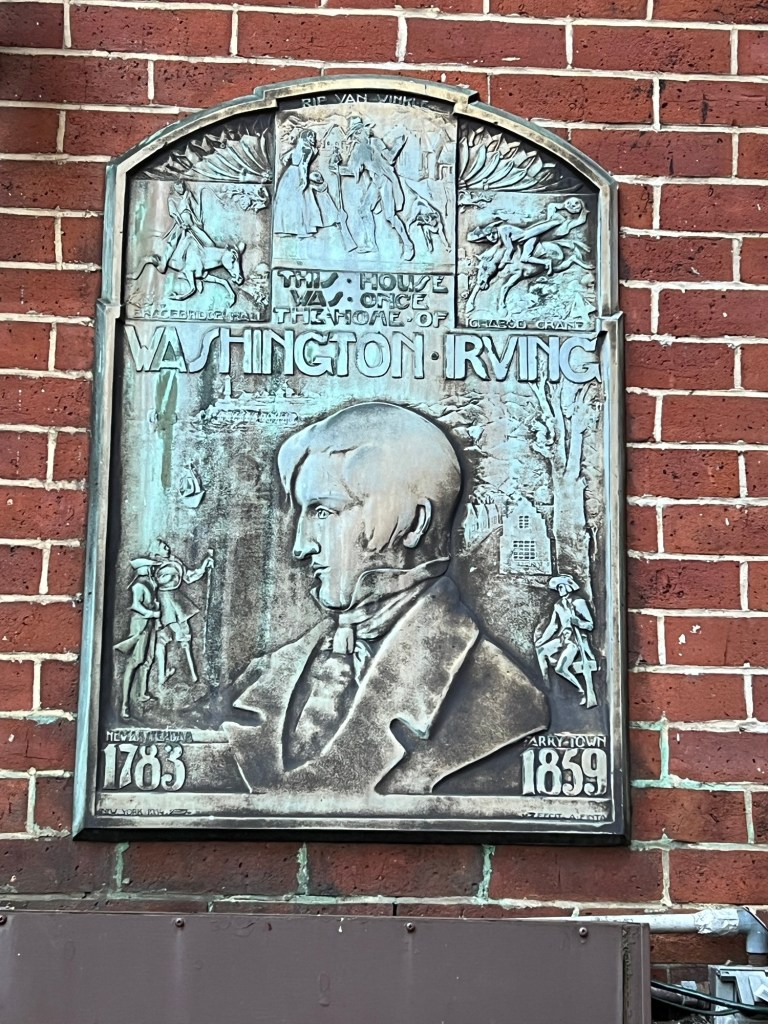 RIP VAN WINKLE
THIS·HOUSE
WAS·ONCE
THE·HOME·OF
ICHABOD CRANE
WASHINGTON·IRVING
TARRY·TOWN
1783
1859
NEW YORK